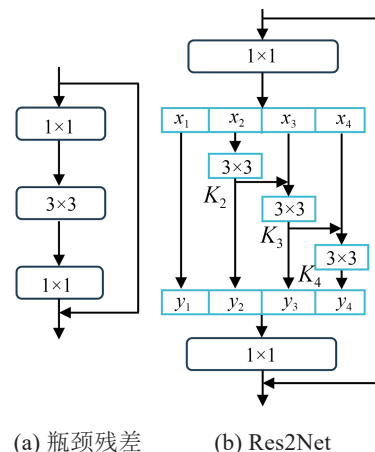 1×1
3×3
1×1
(a) 瓶颈残差
1×1
x1 x2 x3 x4
3×3
K2
3×3
K3
3×3
K4
y1 y2 y3 y4
1×1
(b) Res2Net